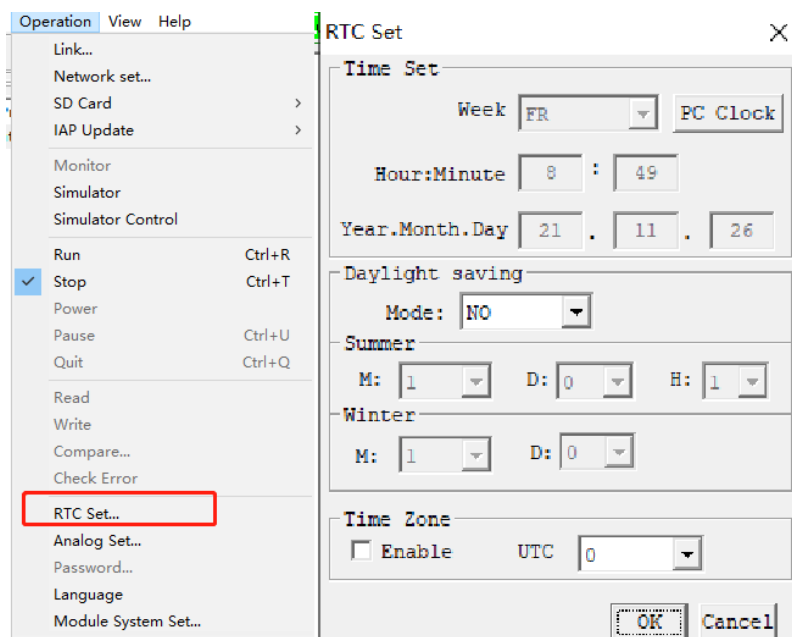 Operation View Help
Link...
Network set...
SD Card >
IAP Update >
Monitor
Simulator
Simulator Control
Run Ctrl+R
Stop Ctrl+T
Power
Pause Ctrl+U
Quit Ctrl+Q
Read
Write
Compare...
Check Error
RTC Set...
Analog Set...
Password...
Language
Module System Set...
RTC Set
Time Set
Week FR PC Clock
Hour:Minute 8 : 49
Year.Month.Day 21 . 11 . 26
Daylight saving
Mode: NO
Summer
M: 1 D: 0 H: 1
Winter
M: 1 D: 0
Time Zone
Enable UTC 0
OK Cancel